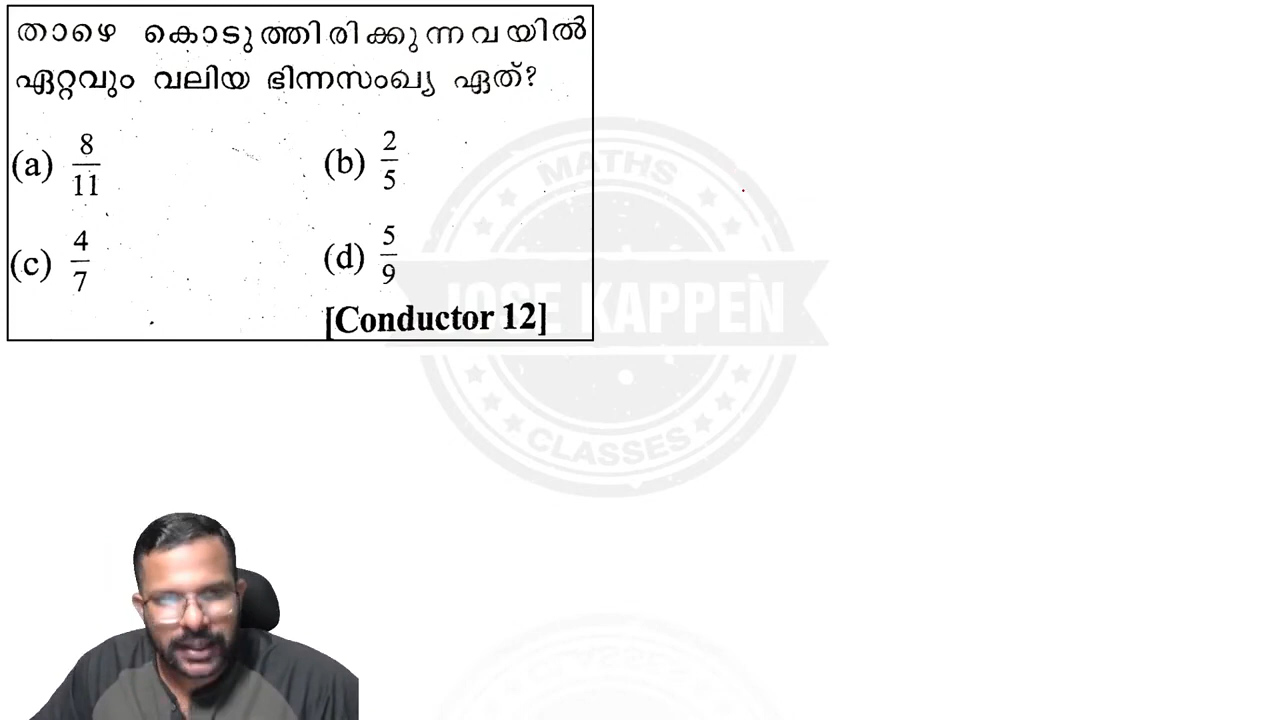 താഴെ കൊടുത്തിരിക്കുന്നവയിൽ
ഏറ്റവും വലിയ ഭിന്നസംഖ്യ ഏത്?
(a) 8/11 (b) 2/5
(c) 4/7 (d) 5/9
[Conductor 12]
MATHS
JOSE KAPPEN
CLASSES